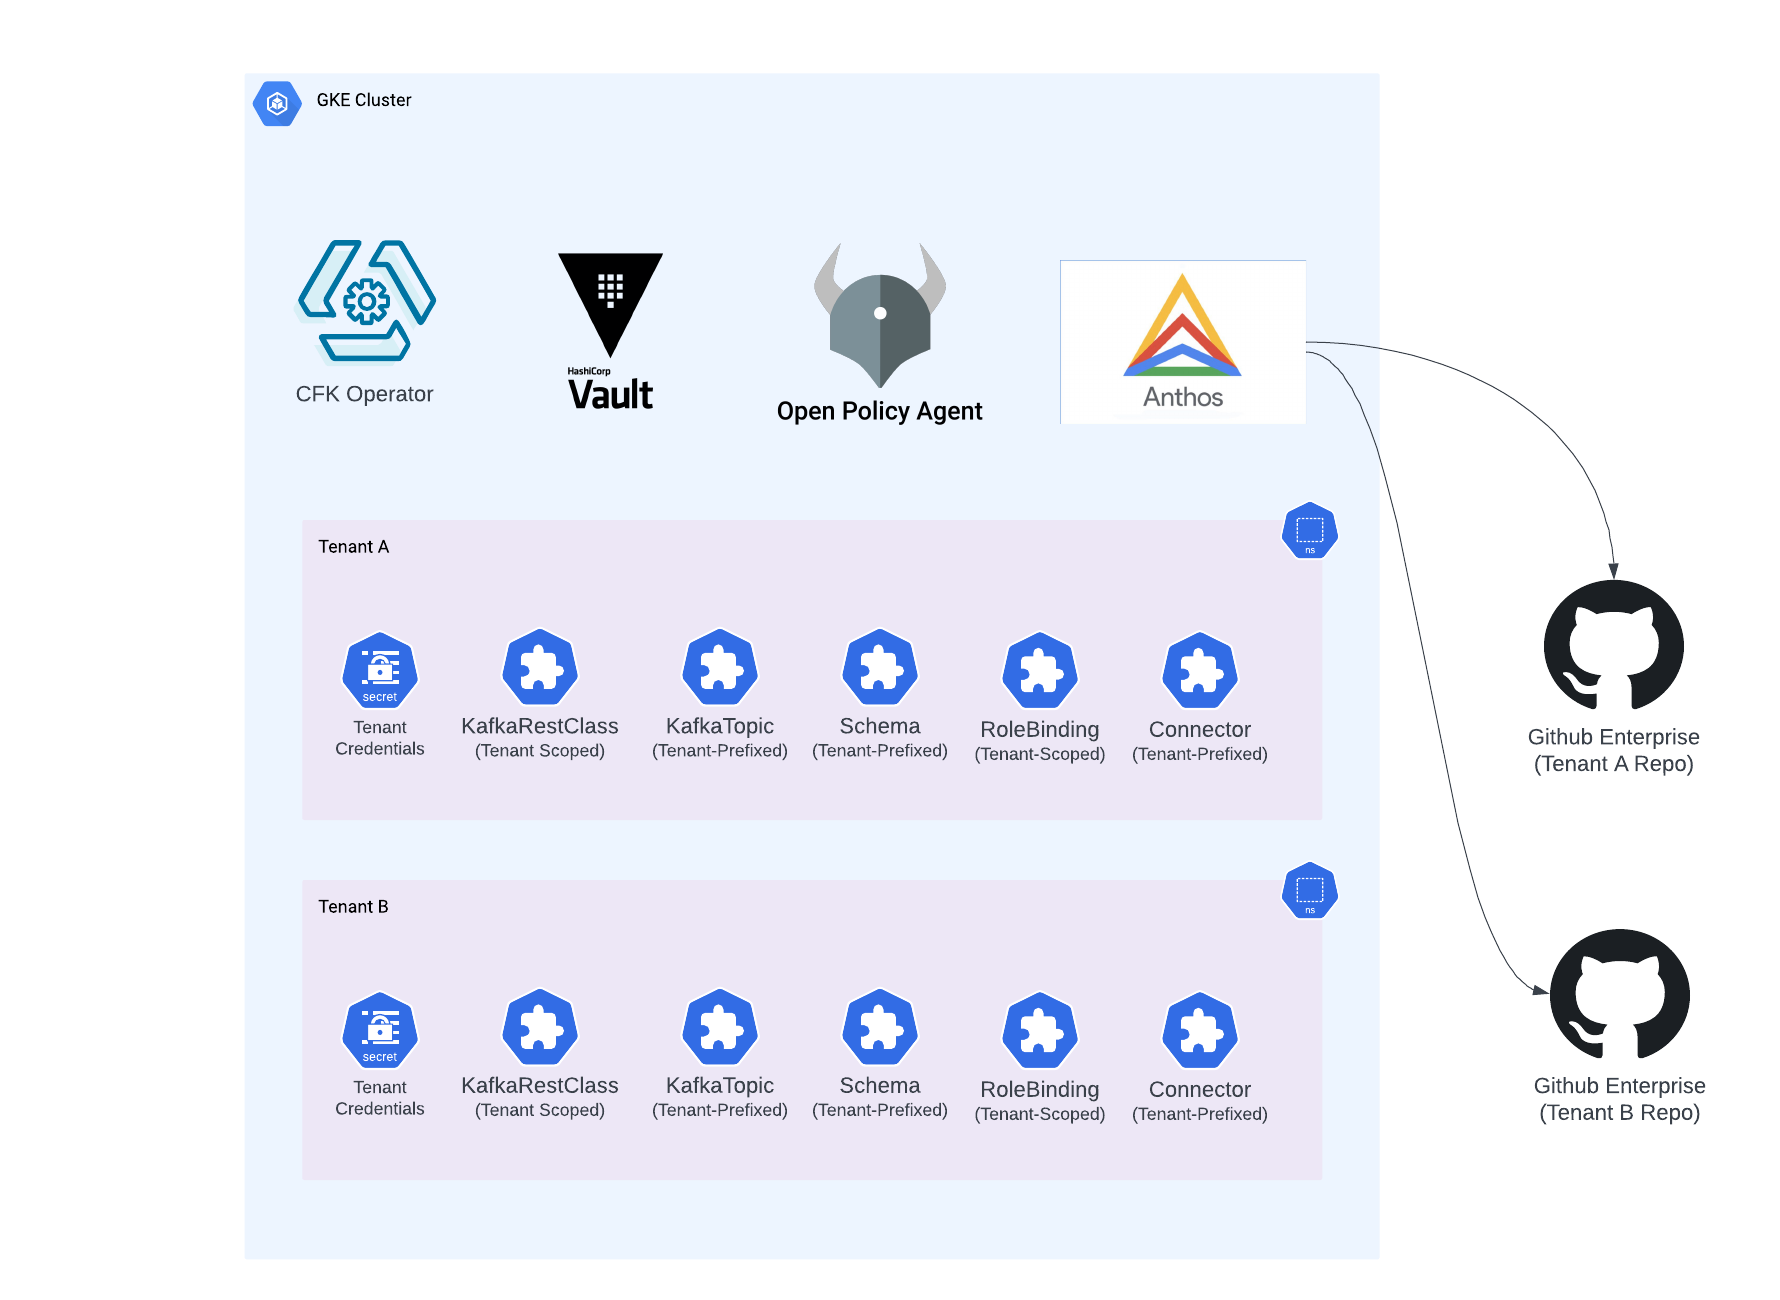 GKE Cluster
CFK Operator
HashiCorp
Vault
Open Policy Agent
Anthos
Tenant A
ns
secret
Tenant
Credentials
KafkaRestClass
(Tenant Scoped)
KafkaTopic
(Tenant-Prefixed)
Schema
(Tenant-Prefixed)
RoleBinding
(Tenant-Scoped)
Connector
(Tenant-Prefixed)
Github Enterprise
(Tenant A Repo)
Tenant B
ns
secret
Tenant
Credentials
KafkaRestClass
(Tenant Scoped)
KafkaTopic
(Tenant-Prefixed)
Schema
(Tenant-Prefixed)
RoleBinding
(Tenant-Scoped)
Connector
(Tenant-Prefixed)
Github Enterprise
(Tenant B Repo)